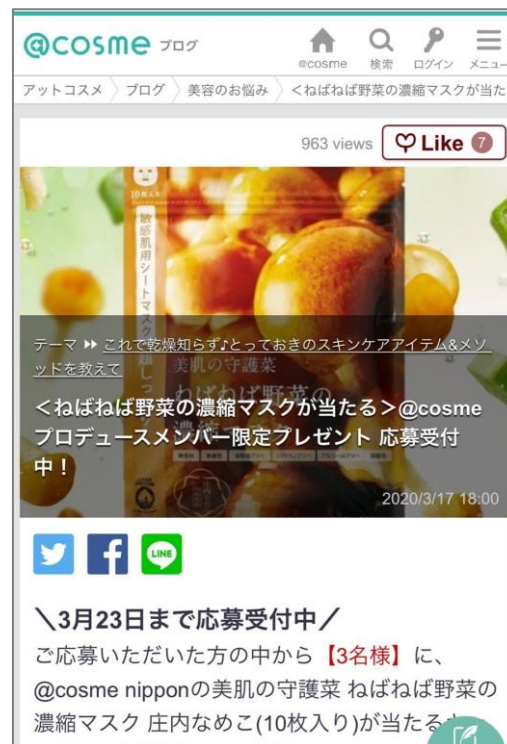 @cosme ブログ
@cosme 検索 ログイン メニュー
アットコスメ 〉 ブログ 〉 美容のお悩み 〉 <ねばねば野菜の濃縮マスクが当た
963 views Like 7
10枚入り
敏感肌用シートマスク
テーマ ▸▸ これで乾燥知らず♪とっておきのスキンケアアイテム&メソ
ッドを教えて
美肌の守護菜
ねばねば野菜の
<ねばねば野菜の濃縮マスクが当たる>@cosme
プロデュースメンバー限定プレゼント 応募受付
中！
2020/3/17 18:00
LINE
＼3月23日まで応募受付中／
ご応募いただいた方の中から【3名様】に、
@cosme nipponの美肌の守護菜 ねばねば野菜の
濃縮マスク 庄内なめこ(10枚入り)が当たる